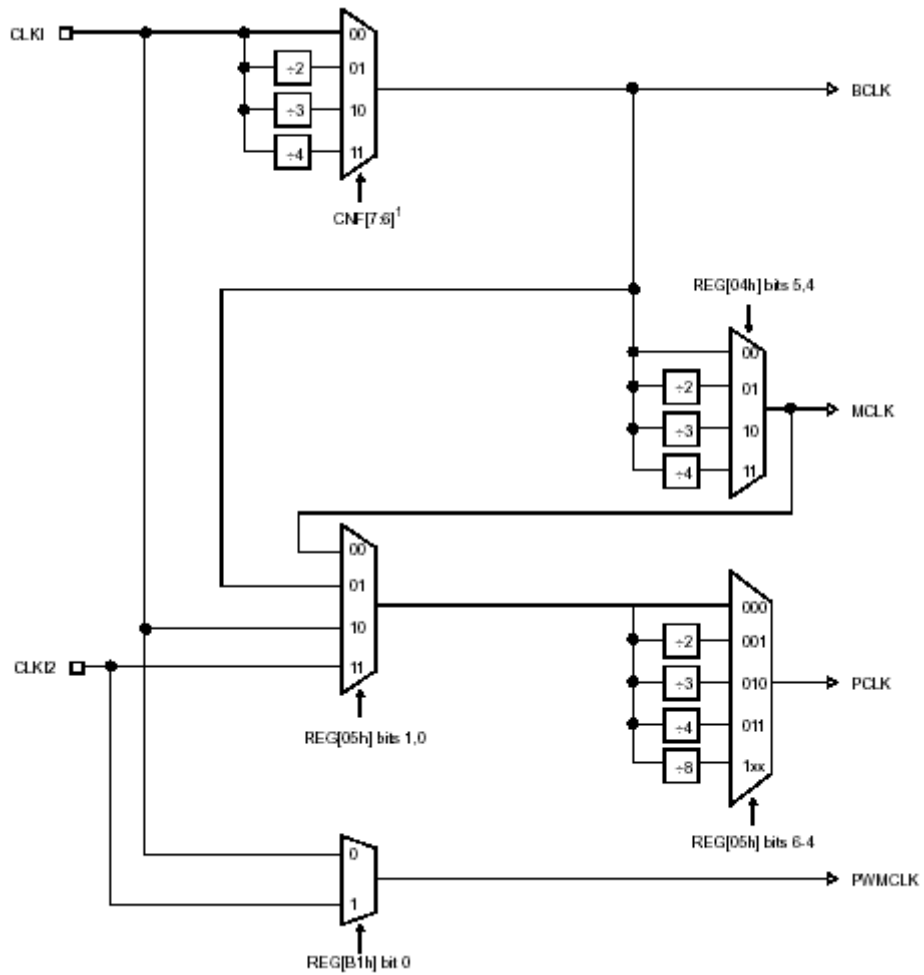 CLKI
00
÷2
01
÷3
10
÷4
11
BCLK
CNF[7:6]¹
REG[04h] bits 5,4
00
÷2
01
÷3
10
÷4
11
MCLK
00
01
10
11
CLKI2
REG[05h] bits 1,0
000
÷2
001
÷3
010
÷4
011
÷8
1xx
PCLK
REG[05h] bits 6-4
0
1
PWMCLK
REG[B1h] bit 0